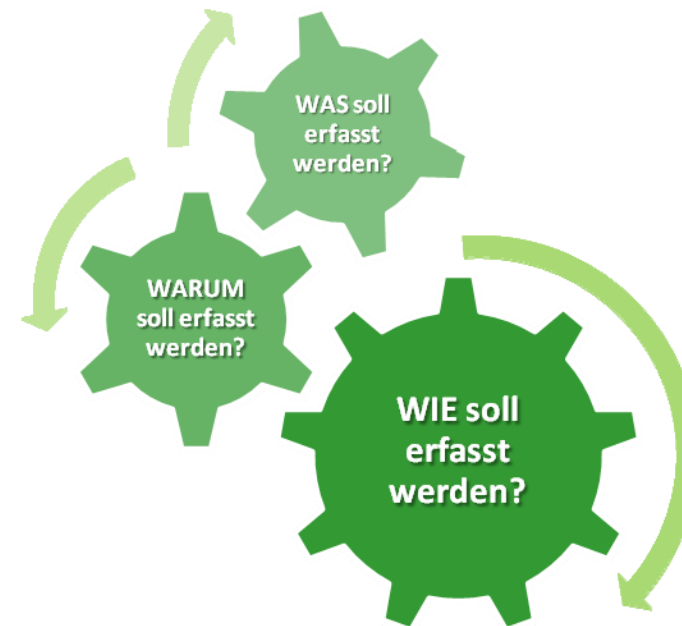 WAS soll
erfasst
werden?
WARUM
soll erfasst
werden?
WIE soll
erfasst
werden?